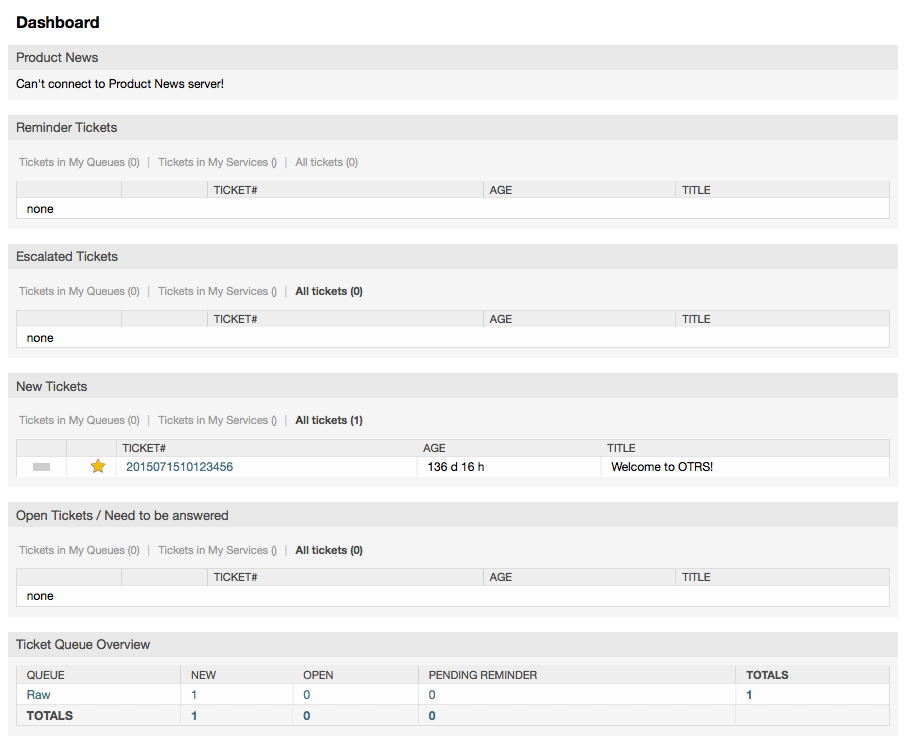 Dashboard
Product News
Can't connect to Product News server!
Reminder Tickets
Tickets in My Queues (0) | Tickets in My Services () | All tickets (0)
TICKET# AGE TITLE
none
Escalated Tickets
Tickets in My Queues (0) | Tickets in My Services () | All tickets (0)
TICKET# AGE TITLE
none
New Tickets
Tickets in My Queues (0) | Tickets in My Services () | All tickets (1)
TICKET# AGE TITLE
2015071510123456 136 d 16 h Welcome to OTRS!
Open Tickets / Need to be answered
Tickets in My Queues (0) | Tickets in My Services () | All tickets (0)
TICKET# AGE TITLE
none
Ticket Queue Overview
QUEUE NEW OPEN PENDING REMINDER TOTALS
Raw 1 0 0 1
TOTALS 1 0 0